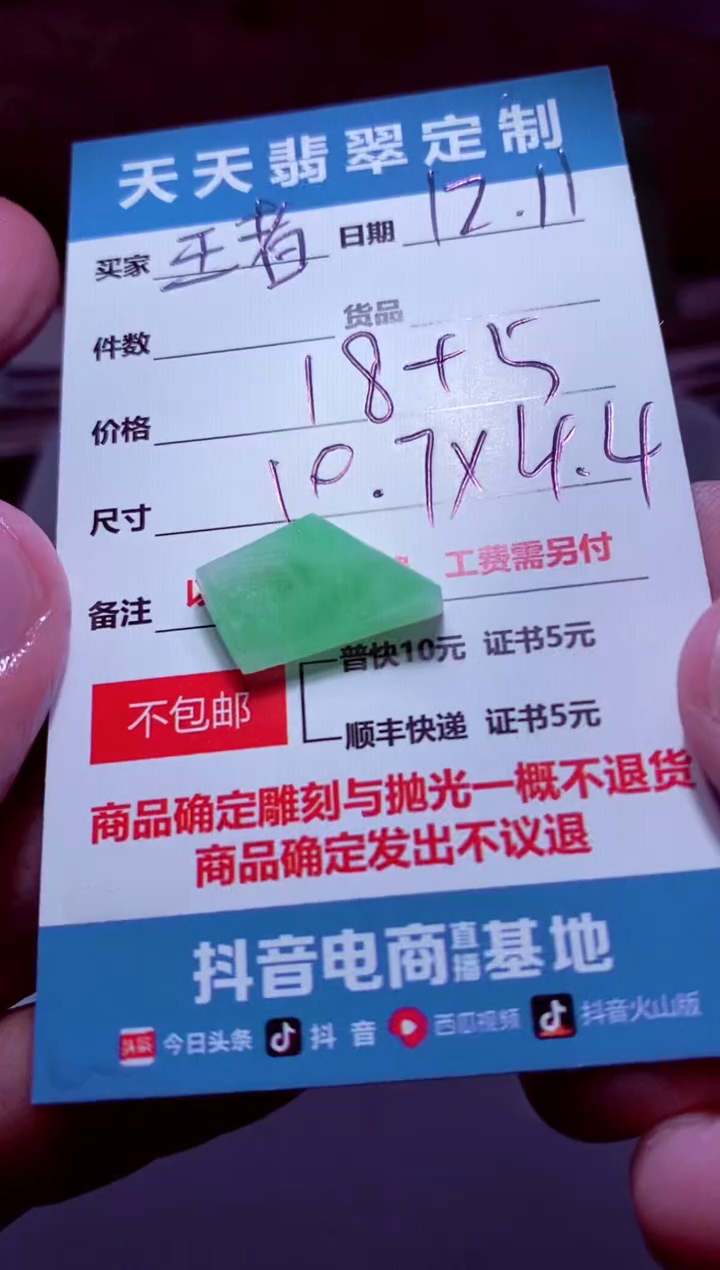 天天翡翠定制
买家 王者 日期 12.11
件数 货品
价格 18+5
尺寸 10.7x4.4
备注 工费需另付
普快10元 证书5元
不包邮
顺丰快递 证书5元
商品确定雕刻与抛光一概不退货
商品确定发出不议退
抖音电商直播基地
头条 今日头条 抖音 西瓜视频 抖音火山版